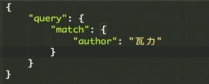 {
    "query": {
        "match": {
            "author": "瓦力"
        }
    }
}